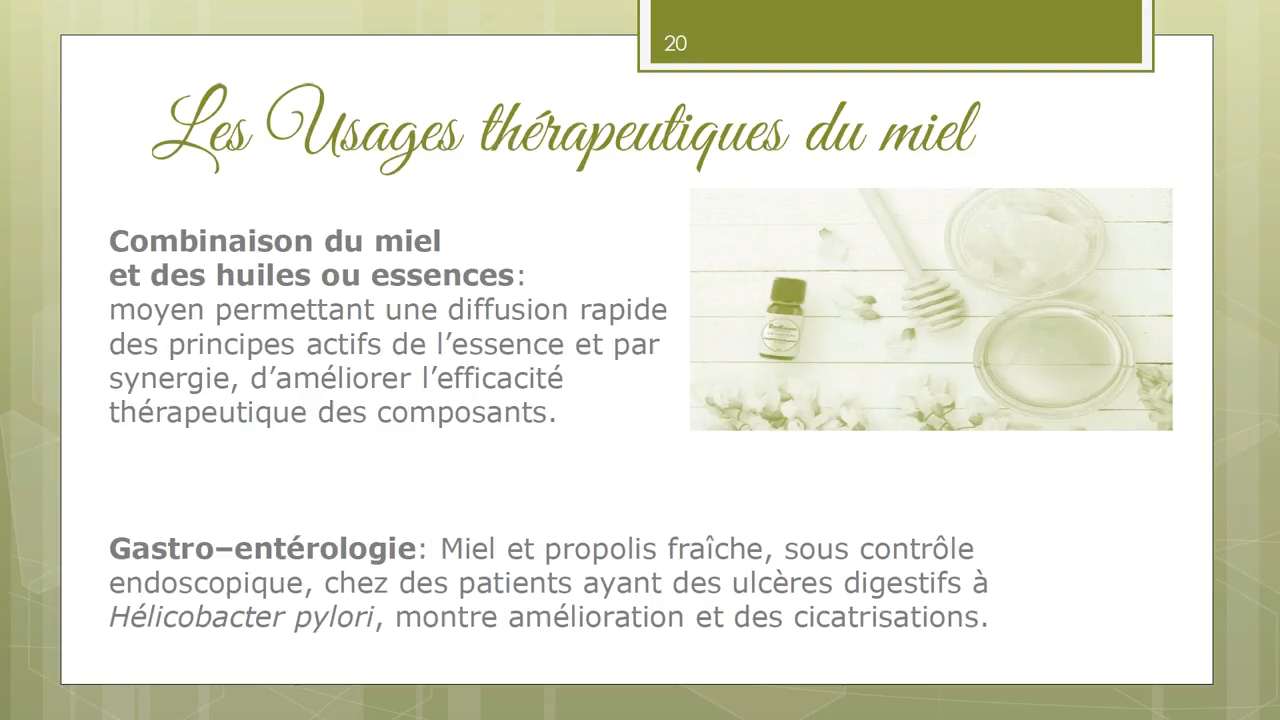 20
Les Usages thérapeutiques du miel
Combinaison du miel
et des huiles ou essences:
moyen permettant une diffusion rapide
des principes actifs de l’essence et par
synergie, d’améliorer l’efficacité
thérapeutique des composants.
Gastro–entérologie: Miel et propolis fraîche, sous contrôle
endoscopique, chez des patients ayant des ulcères digestifs à
Hélicobacter pylori, montre amélioration et des cicatrisations.